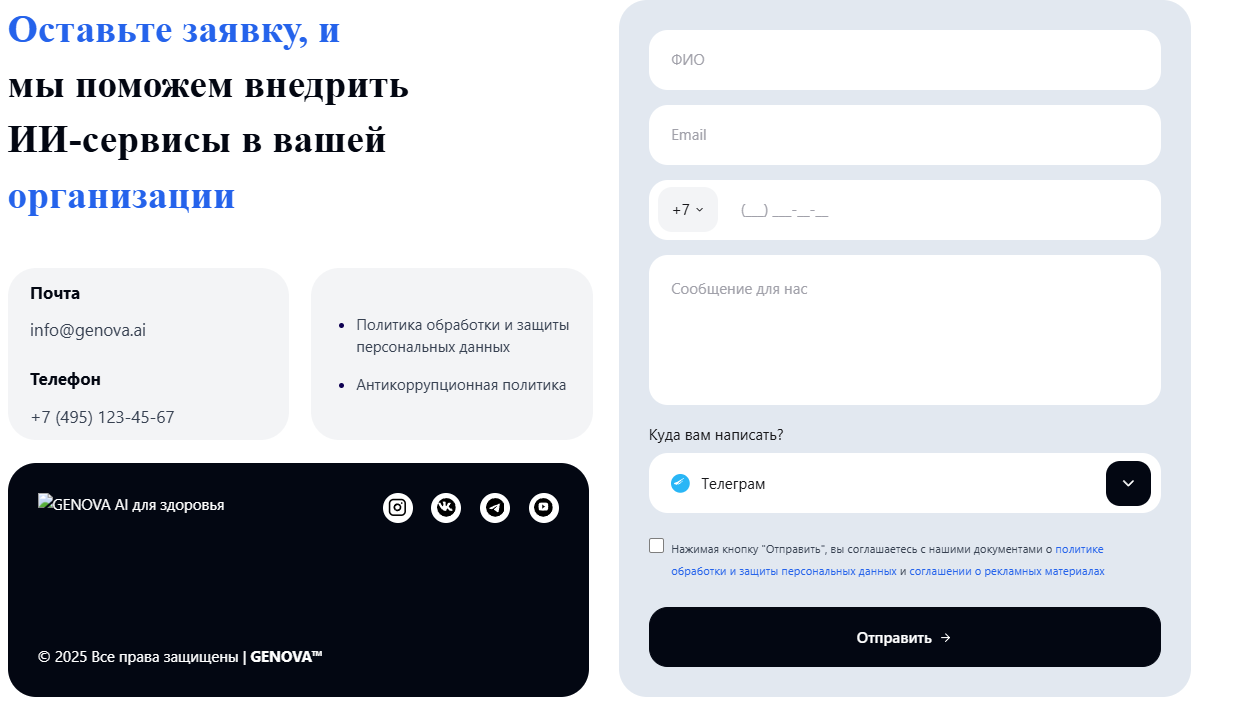 Оставьте заявку, и
мы поможем внедрить
ИИ-сервисы в вашей
организации
Почта
info@genova.ai
Телефон
+7 (495) 123-45-67
Политика обработки и защиты
персональных данных
Антикоррупционная политика
GENOVA AI для здоровья
© 2025 Все права защищены | GENOVA™
ФИО
Email
+7 (__) ___-__-__
Сообщение для нас
Куда вам написать?
Телеграм
Нажимая кнопку "Отправить", вы соглашаетесь с нашими документами о политике
обработки и защиты персональных данных и соглашении о рекламных материалах
Отправить →